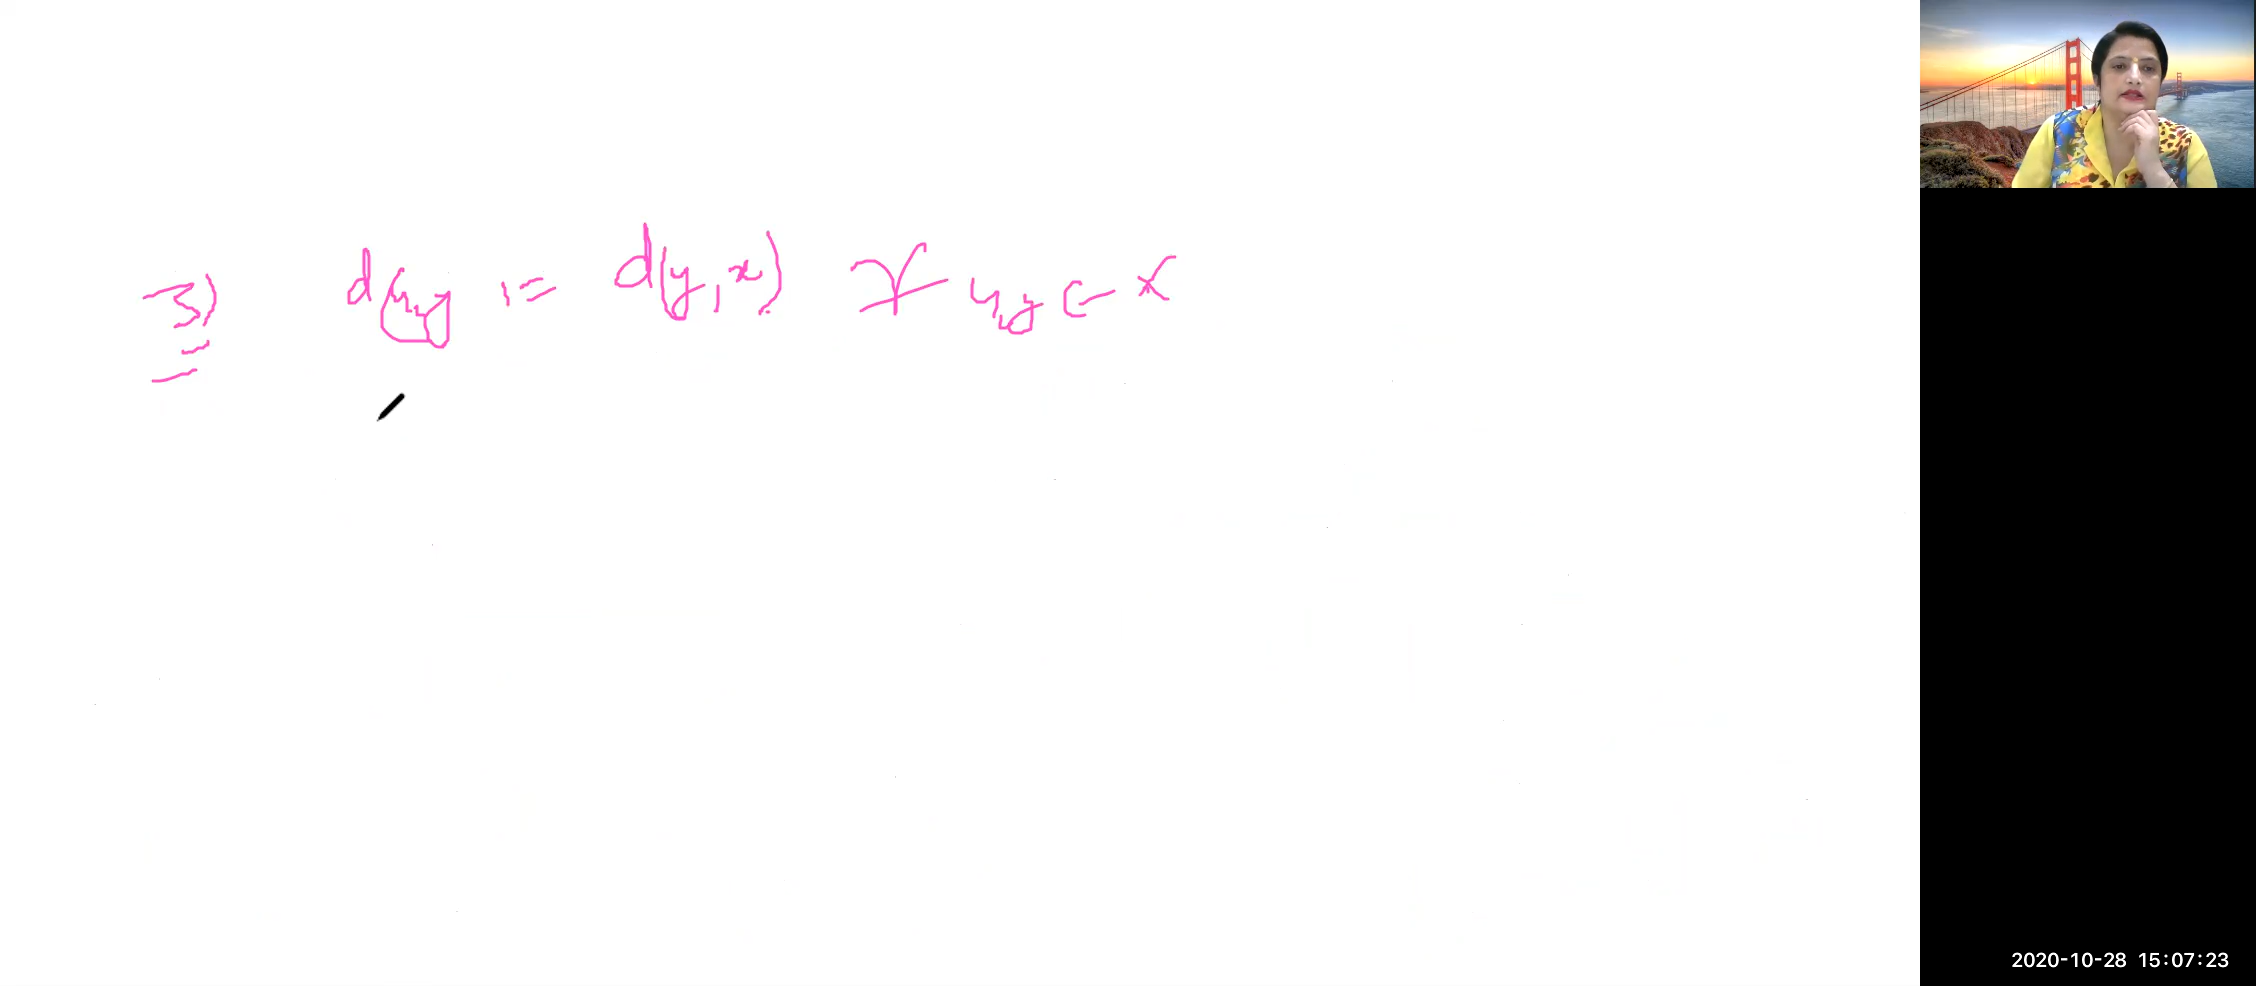 3) d(x,y) = d(y,x) ∀ x,y ∈ X
2020-10-28 15:07:23